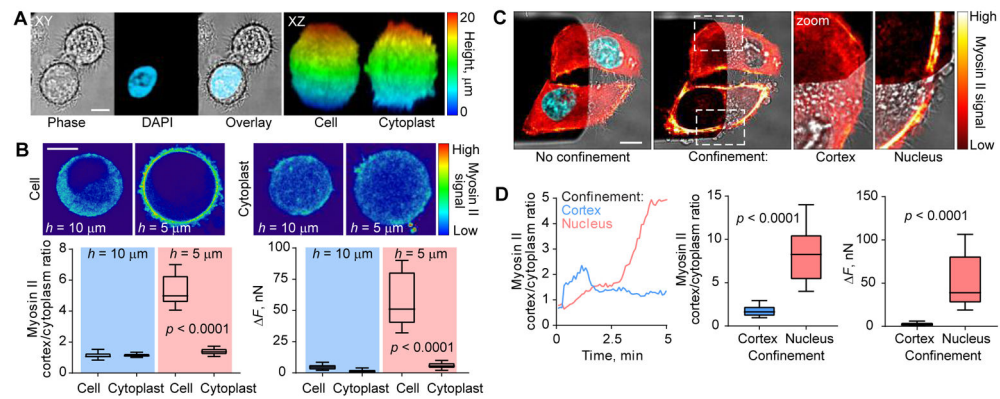 A
XY
XZ
20
Height, µm
0
Phase
DAPI
Overlay
Cell
Cytoplast
B
Cell
h = 10 µm
h = 5 µm
Cytoplast
h = 10 µm
h = 5 µm
High
Myosin II
signal
Low
Myosin II
cortex/cytoplasm ratio
8
6
4
2
0
h = 10 µm
h = 5 µm
p < 0.0001
Cell
Cytoplast
Cell
Cytoplast
ΔF, nN
100
75
50
25
0
h = 10 µm
h = 5 µm
p < 0.0001
Cell
Cytoplast
Cell
Cytoplast
C
No confinement
Confinement:
zoom
Cortex
Nucleus
High
Myosin II signal
Low
D
Myosin II
cortex/cytoplasm ratio
5
4
3
2
1
0
Confinement:
Cortex
Nucleus
0
2.5
5
Time, min
Myosin II
cortex/cytoplasm ratio
15
10
5
0
p < 0.0001
Cortex
Nucleus
Confinement
ΔF, nN
150
100
50
0
p < 0.0001
Cortex
Nucleus
Confinement